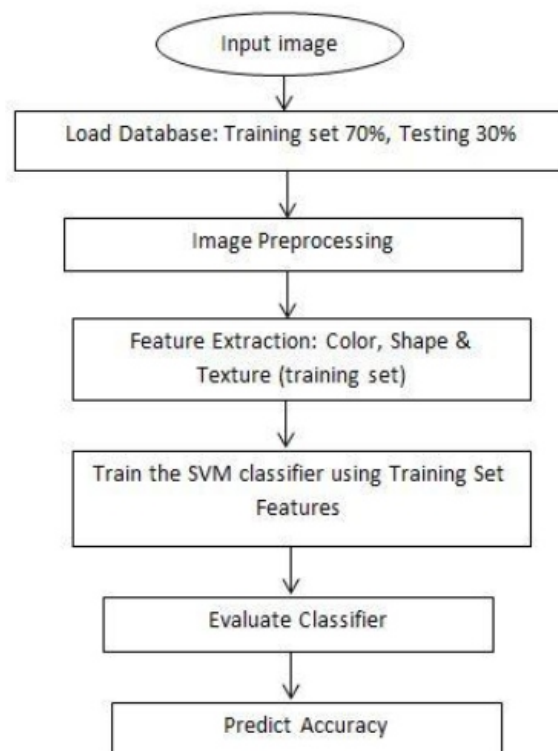 Input image
Load Database: Training set 70%, Testing 30%
Image Preprocessing
Feature Extraction: Color, Shape &
Texture (training set)
Train the SVM classifier using Training Set
Features
Evaluate Classifier
Predict Accuracy